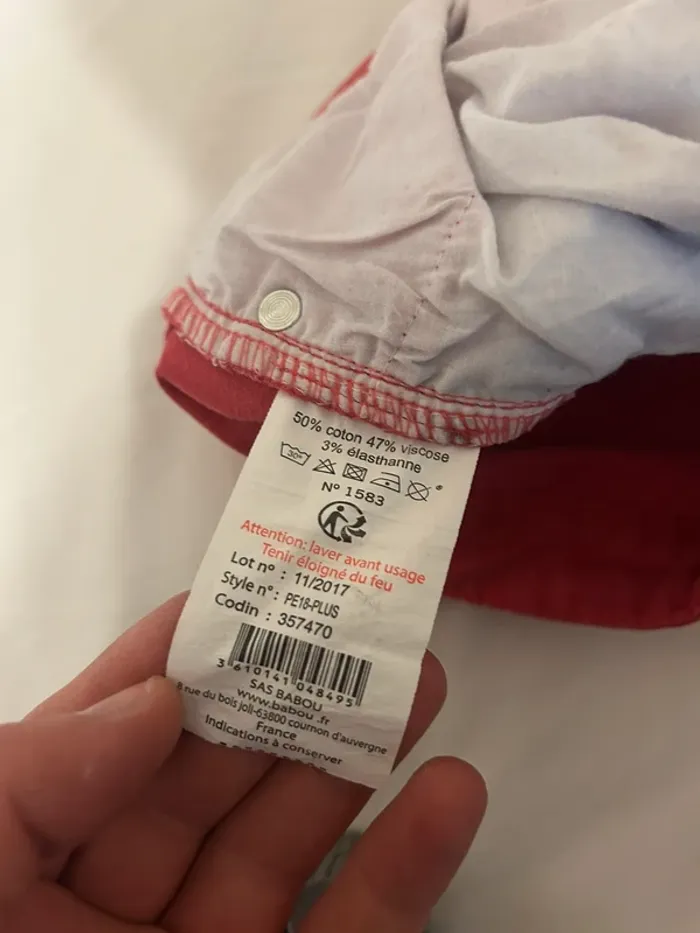 50% coton 47% viscose
3% élasthanne
30°
N° 1583
Attention: laver avant usage
Tenir éloigné du feu
Lot n° : 11/2017
Style n° : PE18-PLUS
Codin : 357470
3 610141 048495
SAS BABOU
www.babou.fr
8 rue du bois joli-63800 cournon d'auvergne
France
Indications à conserver